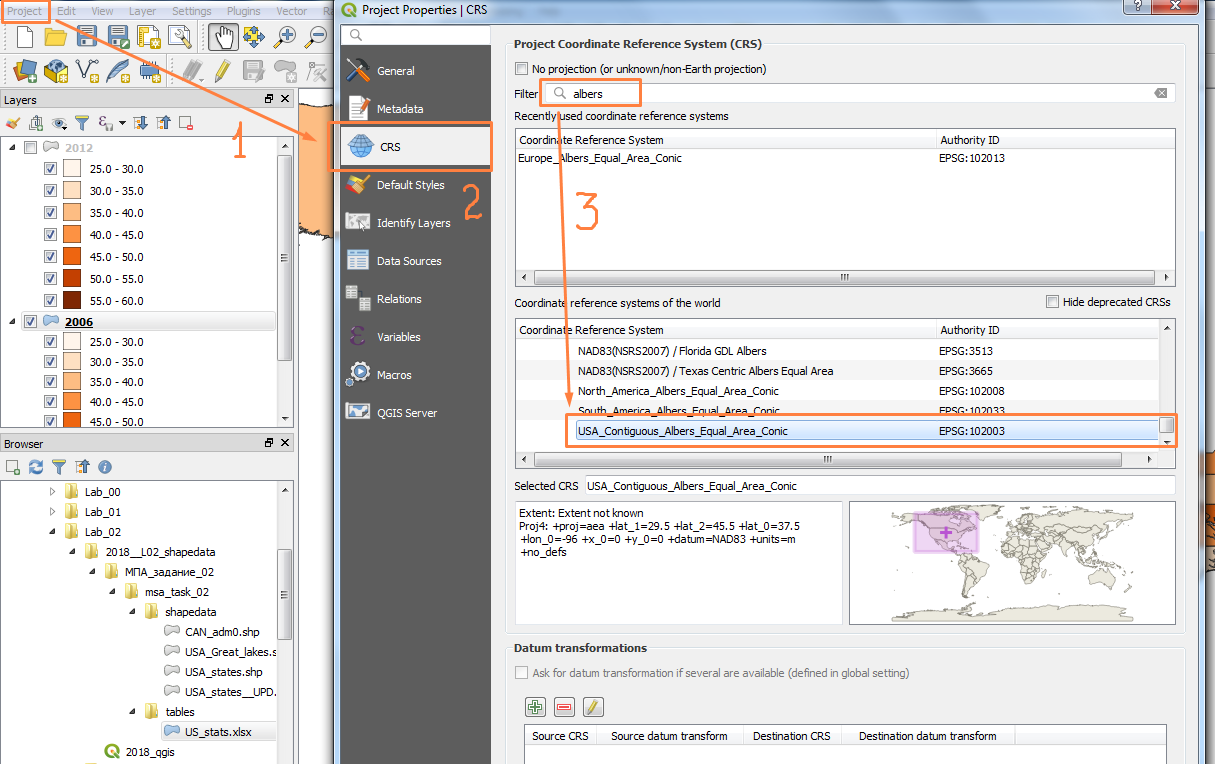 Project Edit View Layer Settings Plugins Vector
Layers
1
2012
25.0 - 30.0
30.0 - 35.0
35.0 - 40.0
40.0 - 45.0
45.0 - 50.0
50.0 - 55.0
55.0 - 60.0
2006
25.0 - 30.0
30.0 - 35.0
35.0 - 40.0
40.0 - 45.0
45.0 - 50.0
Browser
Lab_00
Lab_01
Lab_02
2018__L02_shapedata
МПА_задание_02
msa_task_02
shapedata
CAN_adm0.shp
USA_Great_lakes.s
USA_states.shp
USA_states__UPD.
tables
US_stats.xlsx
2018_qgis
Project Properties | CRS
General
Metadata
CRS
Default Styles
2
Identify Layers
Data Sources
Relations
Variables
Macros
QGIS Server
Project Coordinate Reference System (CRS)
No projection (or unknown/non-Earth projection)
Filter albers
Recently used coordinate reference systems
Coordinate Reference System Authority ID
Europe_Albers_Equal_Area_Conic EPSG:102013
3
Coordinate reference systems of the world Hide deprecated CRSs
Coordinate Reference System Authority ID
NAD83(NSRS2007) / Florida GDL Albers EPSG:3513
NAD83(NSRS2007) / Texas Centric Albers Equal Area EPSG:3665
North_America_Albers_Equal_Area_Conic EPSG:102008
South_America_Albers_Equal_Area_Conic EPSG:102033
USA_Contiguous_Albers_Equal_Area_Conic EPSG:102003
Selected CRS USA_Contiguous_Albers_Equal_Area_Conic
Extent: Extent not known
Proj4: +proj=aea +lat_1=29.5 +lat_2=45.5 +lat_0=37.5
+lon_0=-96 +x_0=0 +y_0=0 +datum=NAD83 +units=m
+no_defs
Datum transformations
Ask for datum transformation if several are available (defined in global setting)
Source CRS Source datum transform Destination CRS Destination datum transform